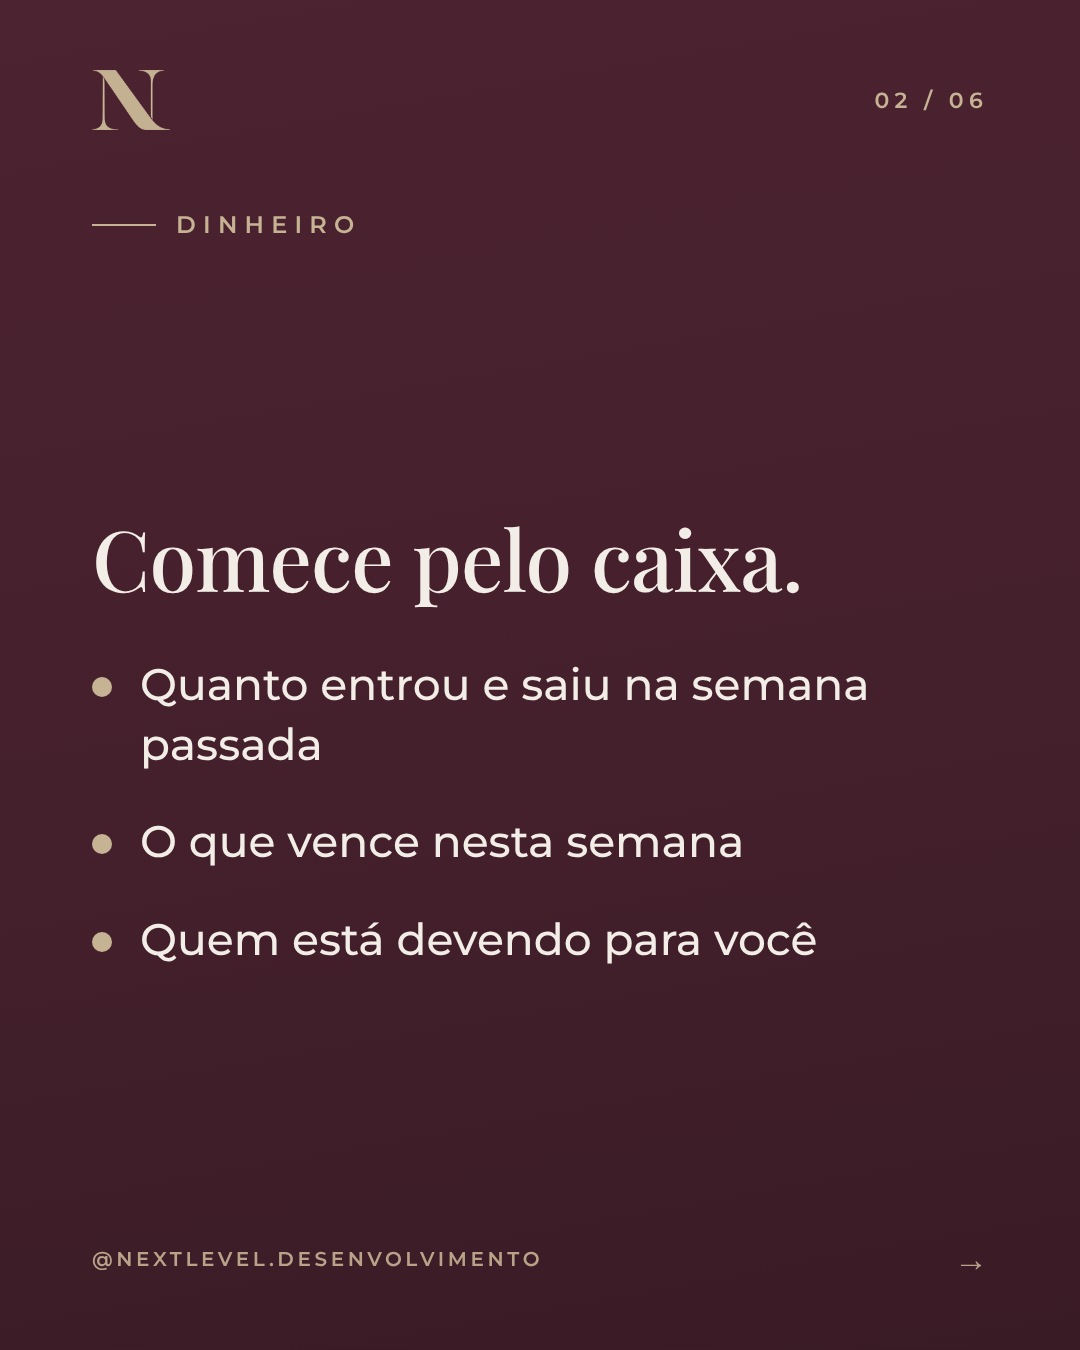 N
02 / 06
DINHEIRO
Comece pelo caixa.
Quanto entrou e saiu na semana
passada
O que vence nesta semana
Quem está devendo para você
@NEXTLEVEL.DESENVOLVIMENTO
→